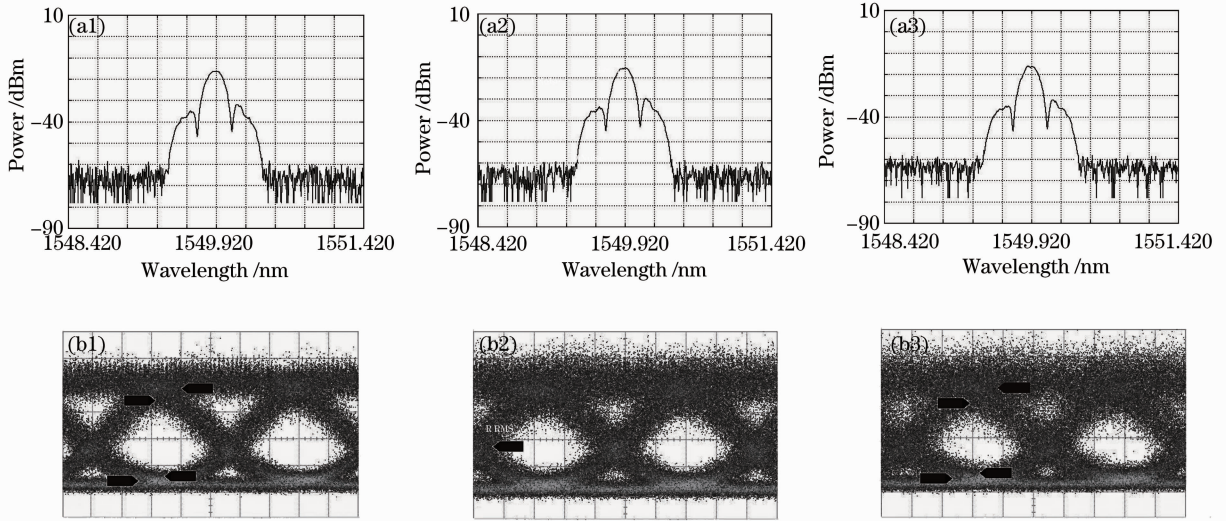 10
(a1)
Power /dBm
−40
−90
1548.420
1549.920
1551.420
Wavelength /nm
10
(a2)
Power /dBm
−40
−90
1548.420
1549.920
1551.420
Wavelength /nm
10
(a3)
Power /dBm
−40
−90
1548.420
1549.920
1551.420
Wavelength /nm
(b1)
(b2)
R RMS
(b3)